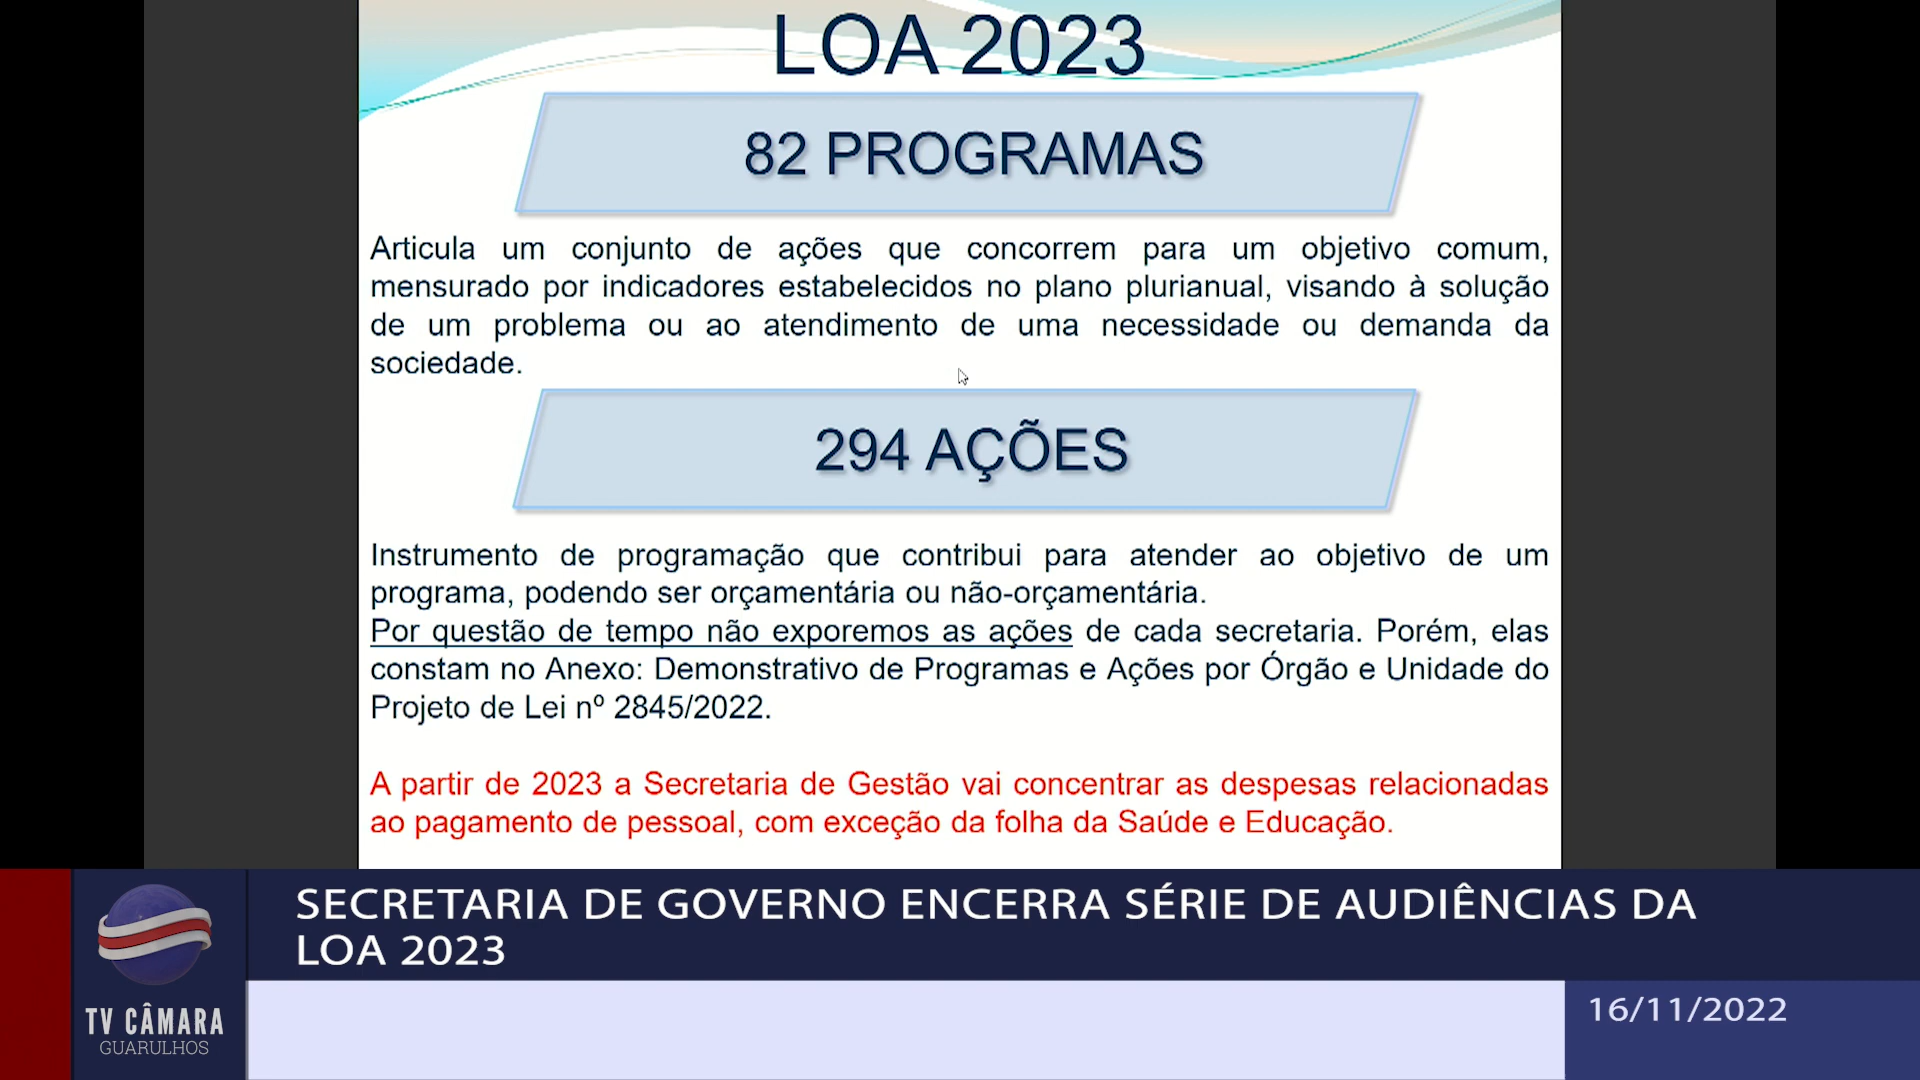 LOA 2023
82 PROGRAMAS
Articula um conjunto de ações que concorrem para um objetivo comum,
mensurado por indicadores estabelecidos no plano plurianual, visando à solução
de um problema ou ao atendimento de uma necessidade ou demanda da
sociedade.
294 AÇÕES
Instrumento de programação que contribui para atender ao objetivo de um
programa, podendo ser orçamentária ou não-orçamentária.
Por questão de tempo não exporemos as ações de cada secretaria. Porém, elas
constam no Anexo: Demonstrativo de Programas e Ações por Órgão e Unidade do
Projeto de Lei nº 2845/2022.
A partir de 2023 a Secretaria de Gestão vai concentrar as despesas relacionadas
ao pagamento de pessoal, com exceção da folha da Saúde e Educação.
SECRETARIA DE GOVERNO ENCERRA SÉRIE DE AUDIÊNCIAS DA
LOA 2023
TV CÂMARA
GUARULHOS
16/11/2022